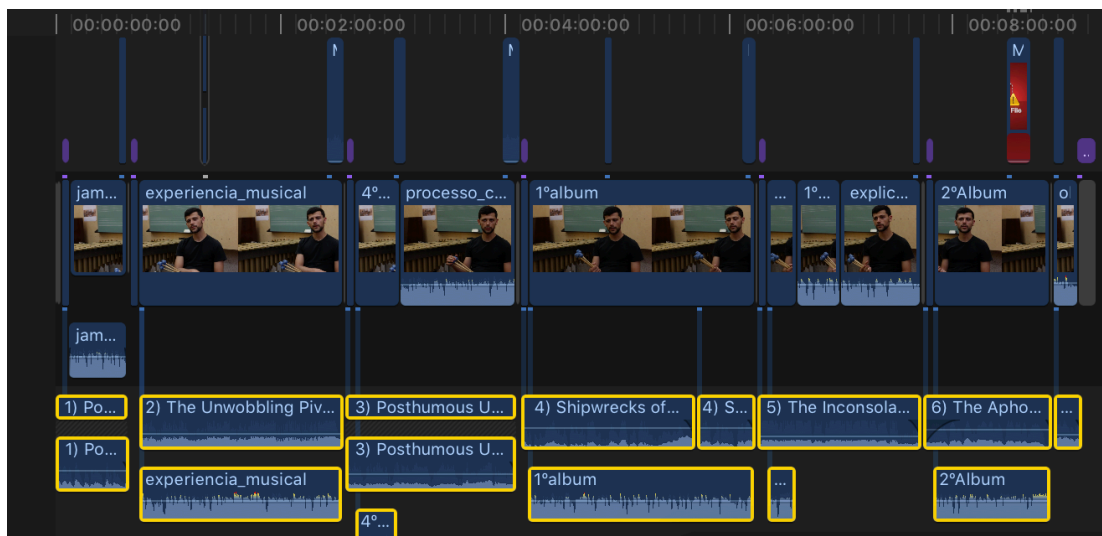 00:00:00:00
00:02:00:00
00:04:00:00
00:06:00:00
00:08:00:00
M
File
..
jam...
experiencia_musical
4º...
processo_c...
1ºalbum
...
1º...
explic...
2ºAlbum
jam...
1) Po...
2) The Unwobbling Piv...
3) Posthumous U...
4) Shipwrecks of...
4) S...
5) The Inconsola...
6) The Apho...
...
1) Po...
3) Posthumous U...
experiencia_musical
1ºalbum
...
2ºAlbum
4º...